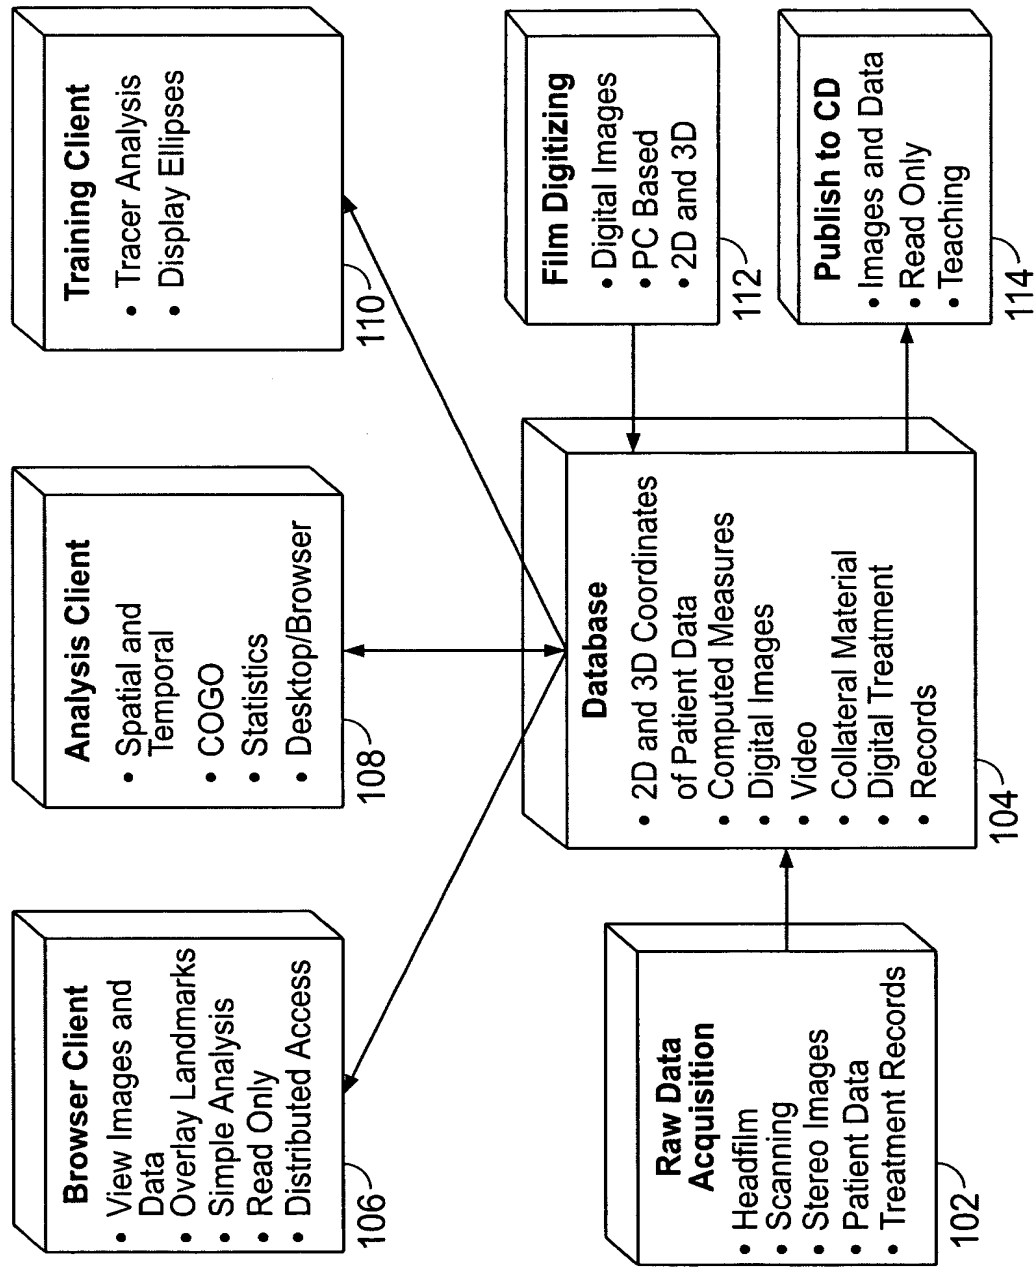 Browser Client
• View Images and
Data
• Overlay Landmarks
• Simple Analysis
• Read Only
• Distributed Access
106
Analysis Client
• Spatial and
Temporal
• COGO
• Statistics
• Desktop/Browser
108
Training Client
• Tracer Analysis
• Display Ellipses
110
Raw Data
Acquisition
• Headfilm
• Scanning
• Stereo Images
• Patient Data
• Treatment Records
102
Database
• 2D and 3D Coordinates
of Patient Data
• Computed Measures
• Digital Images
• Video
• Collateral Material
• Digital Treatment
• Records
104
Film Digitizing
• Digital Images
• PC Based
• 2D and 3D
112
Publish to CD
• Images and Data
• Read Only
• Teaching
114